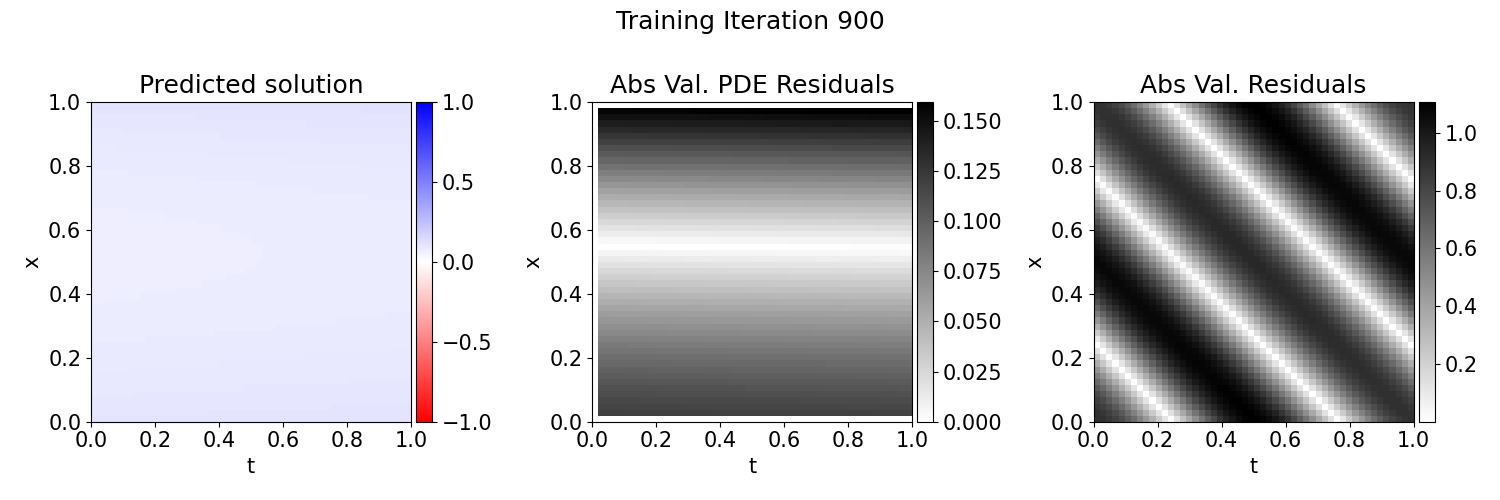 Training Iteration 900
Predicted solution
1.0
0.8
0.6
0.4
0.2
0.0
x
0.0 0.2 0.4 0.6 0.8 1.0
t
1.0
0.5
0.0
−0.5
−1.0
Abs Val. PDE Residuals
1.0
0.8
0.6
0.4
0.2
0.0
x
0.0 0.2 0.4 0.6 0.8 1.0
t
0.150
0.125
0.100
0.075
0.050
0.025
0.000
Abs Val. Residuals
1.0
0.8
0.6
0.4
0.2
0.0
x
0.0 0.2 0.4 0.6 0.8 1.0
t
1.0
0.8
0.6
0.4
0.2